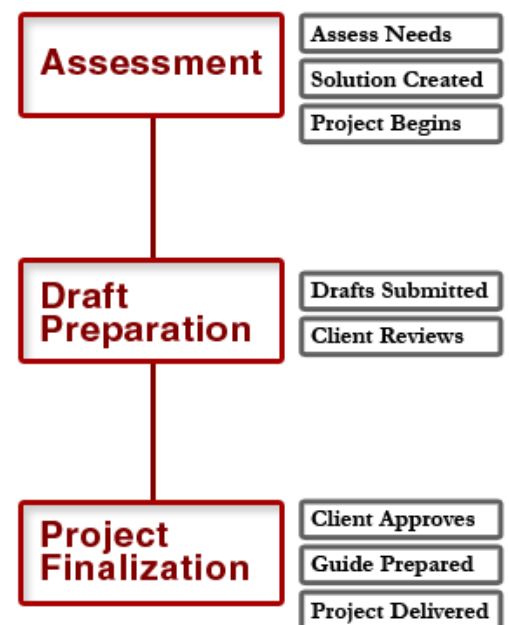 Assessment
Assess Needs
Solution Created
Project Begins
Draft
Preparation
Drafts Submitted
Client Reviews
Project
Finalization
Client Approves
Guide Prepared
Project Delivered